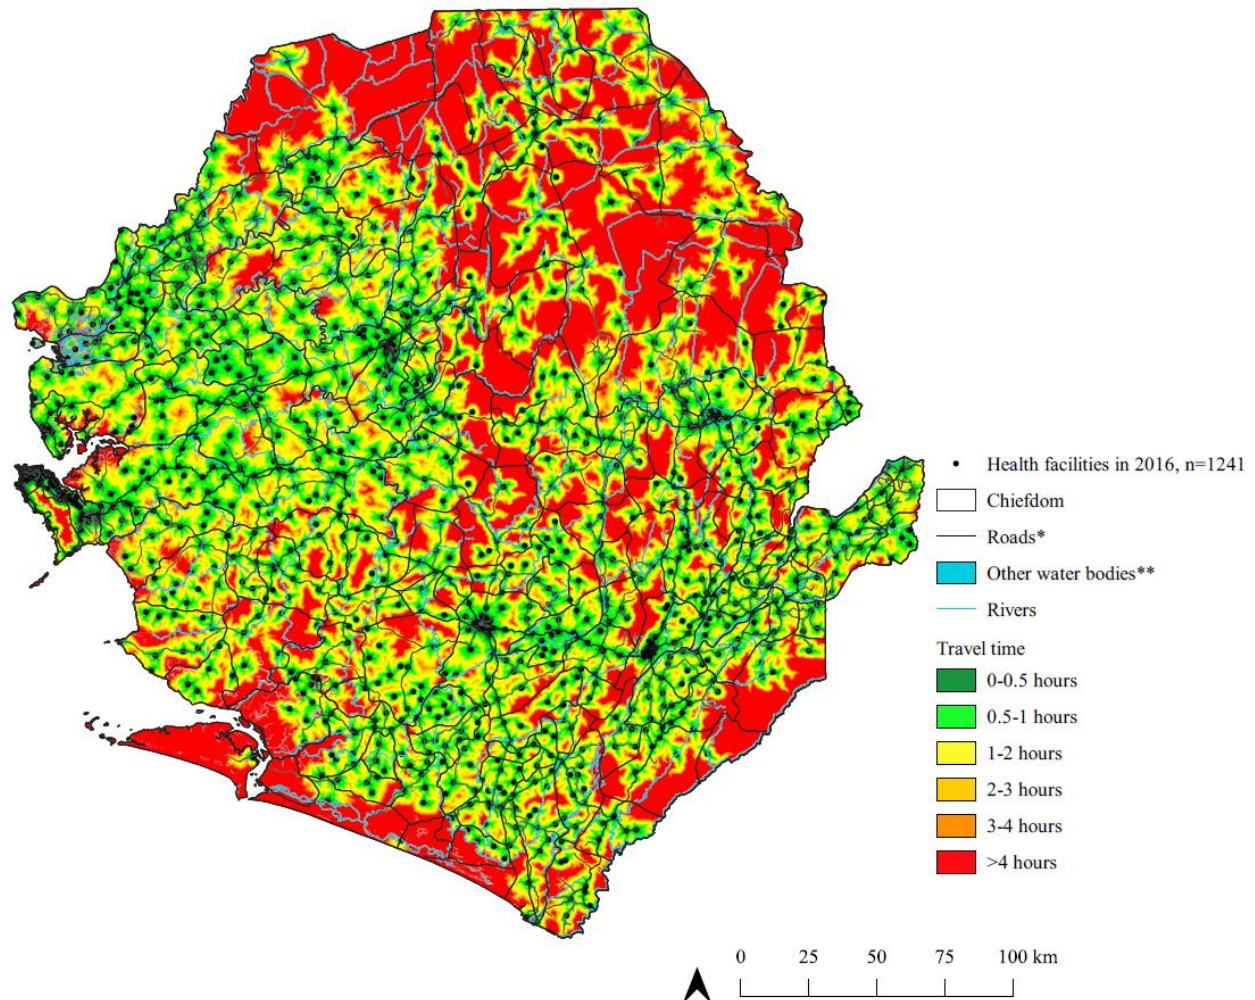 Health facilities in 2016, n=1241
Chiefdom
Roads*
Other water bodies**
Rivers
Travel time
0-0.5 hours
0.5-1 hours
1-2 hours
2-3 hours
3-4 hours
>4 hours
0 25 50 75 100 km